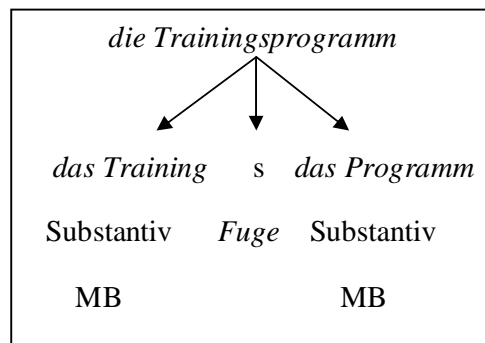 die Trainingsprogramm
das Training s das Programm
Substantiv Fuge Substantiv
MB MB